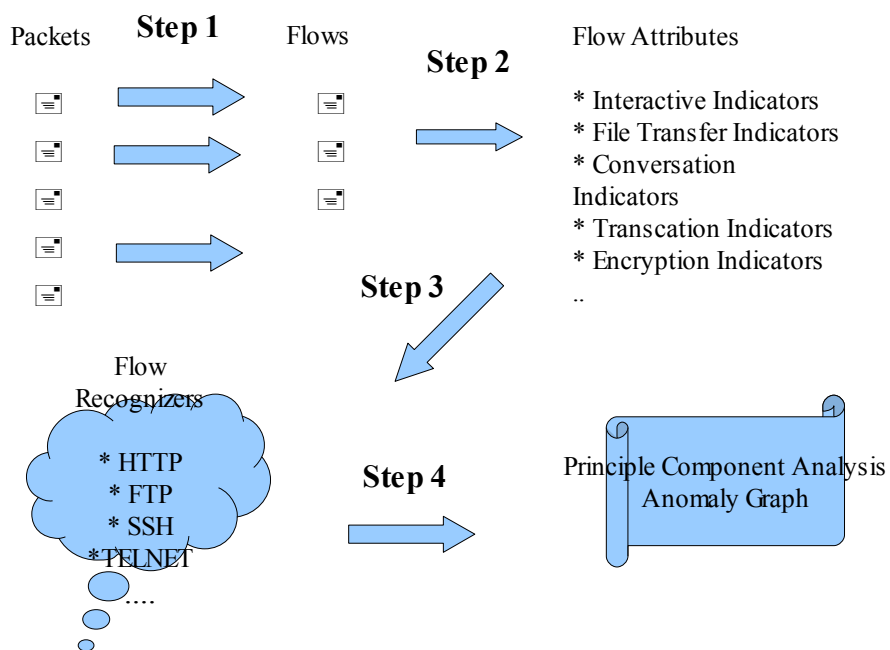 Packets
Step 1
Flows
Step 2
Flow Attributes
* Interactive Indicators
* File Transfer Indicators
* Conversation
Indicators
* Transcation Indicators
* Encryption Indicators
..
Step 3
Flow
Recognizers
* HTTP
* FTP
* SSH
*TELNET
....
Step 4
Principle Component Analysis
Anomaly Graph